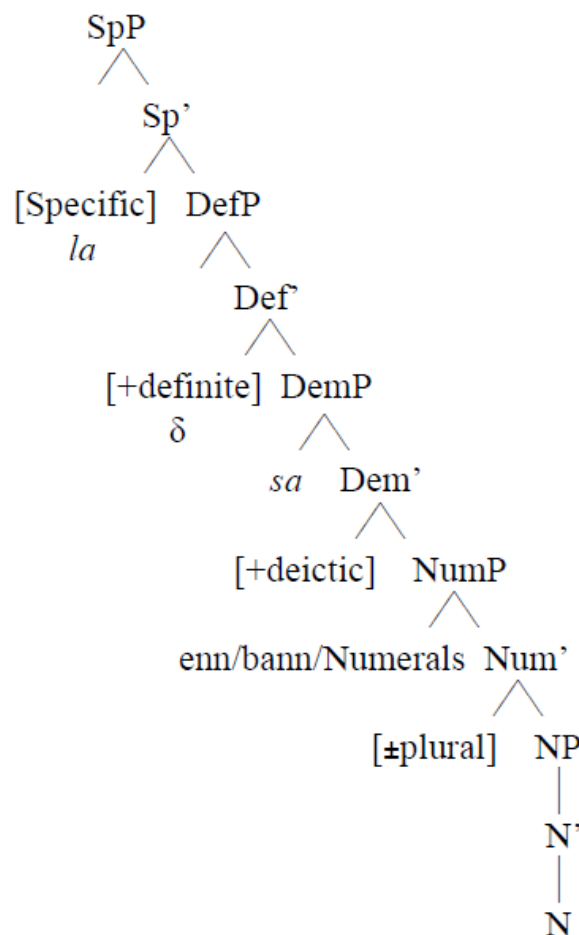 SpP
Sp’
[Specific] DefP
la
Def’
[+definite] DemP
δ
sa Dem’
[+deictic] NumP
enn/bann/Numerals Num’
[±plural] NP
N’
N